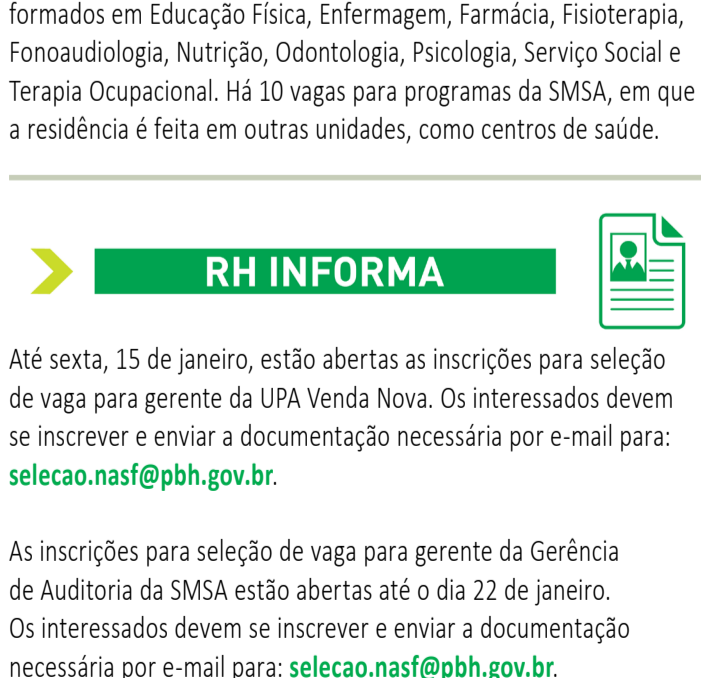 formados em Educação Física, Enfermagem, Farmácia, Fisioterapia,
Fonoaudiologia, Nutrição, Odontologia, Psicologia, Serviço Social e
Terapia Ocupacional. Há 10 vagas para programas da SMSA, em que
a residência é feita em outras unidades, como centros de saúde.
RH INFORMA
Até sexta, 15 de janeiro, estão abertas as inscrições para seleção
de vaga para gerente da UPA Venda Nova. Os interessados devem
se inscrever e enviar a documentação necessária por e-mail para:
selecao.nasf@pbh.gov.br.
As inscrições para seleção de vaga para gerente da Gerência
de Auditoria da SMSA estão abertas até o dia 22 de janeiro.
Os interessados devem se inscrever e enviar a documentação
necessária por e-mail para: selecao.nasf@pbh.gov.br.